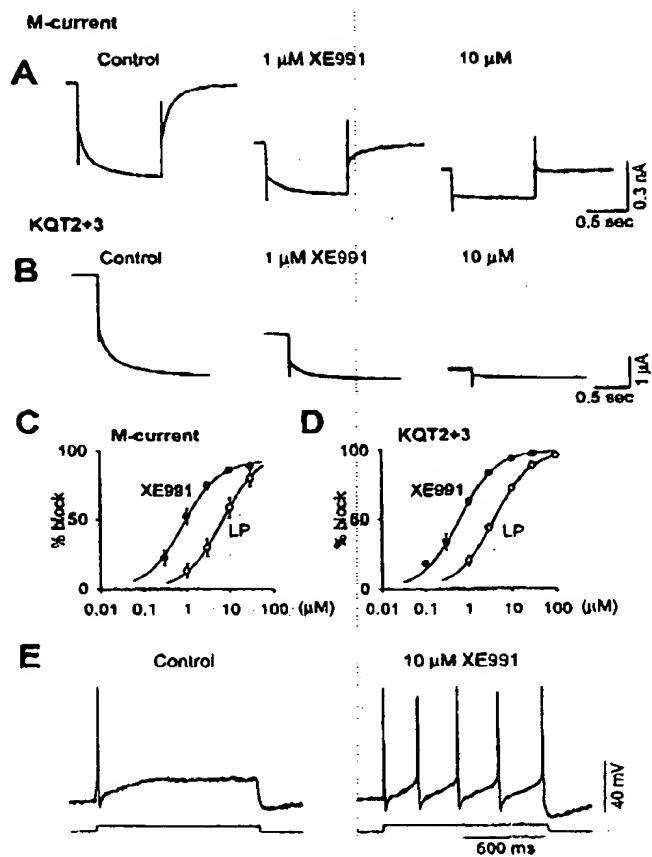 M-current
A
Control
1 µM XE991
10 µM
0.3 nA
0.5 sec
KQT2+3
B
Control
1 µM XE991
10 µM
1 µA
0.5 sec
C
M-current
100
50
0
% block
XE991
LP
0.01 0.1 1 10 100 (µM)
D
KQT2+3
100
50
0
% block
XE991
LP
0.01 0.1 1 10 100 (µM)
E
Control
10 µM XE991
40 mV
600 ms